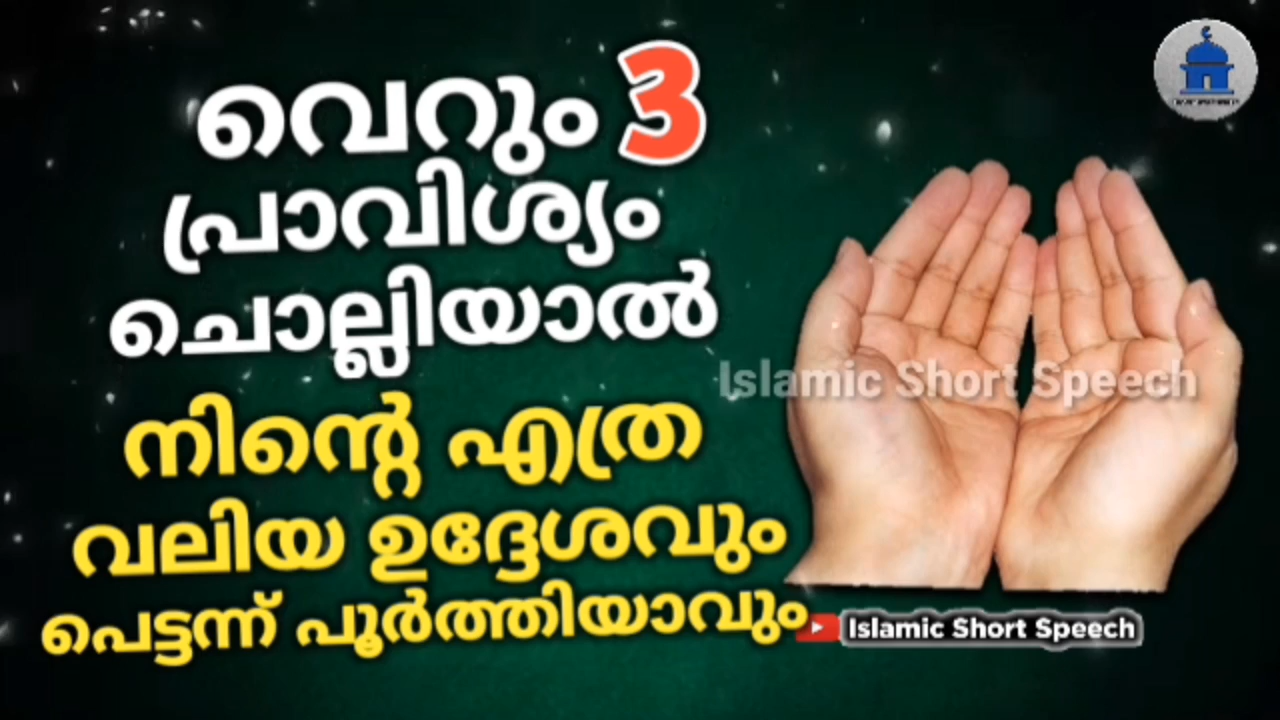 വെറും 3
പ്രാവിശ്യം
ചൊല്ലിയാൽ
നിന്റെ എത്ര
വലിയ ഉദ്ദേശവും
പെട്ടന്ന് പൂർത്തിയാവും
Islamic Short Speech
Islamic Short Speech